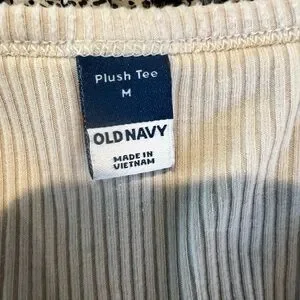 Plush Tee
M
OLD NAVY
MADE IN
VIETNAM